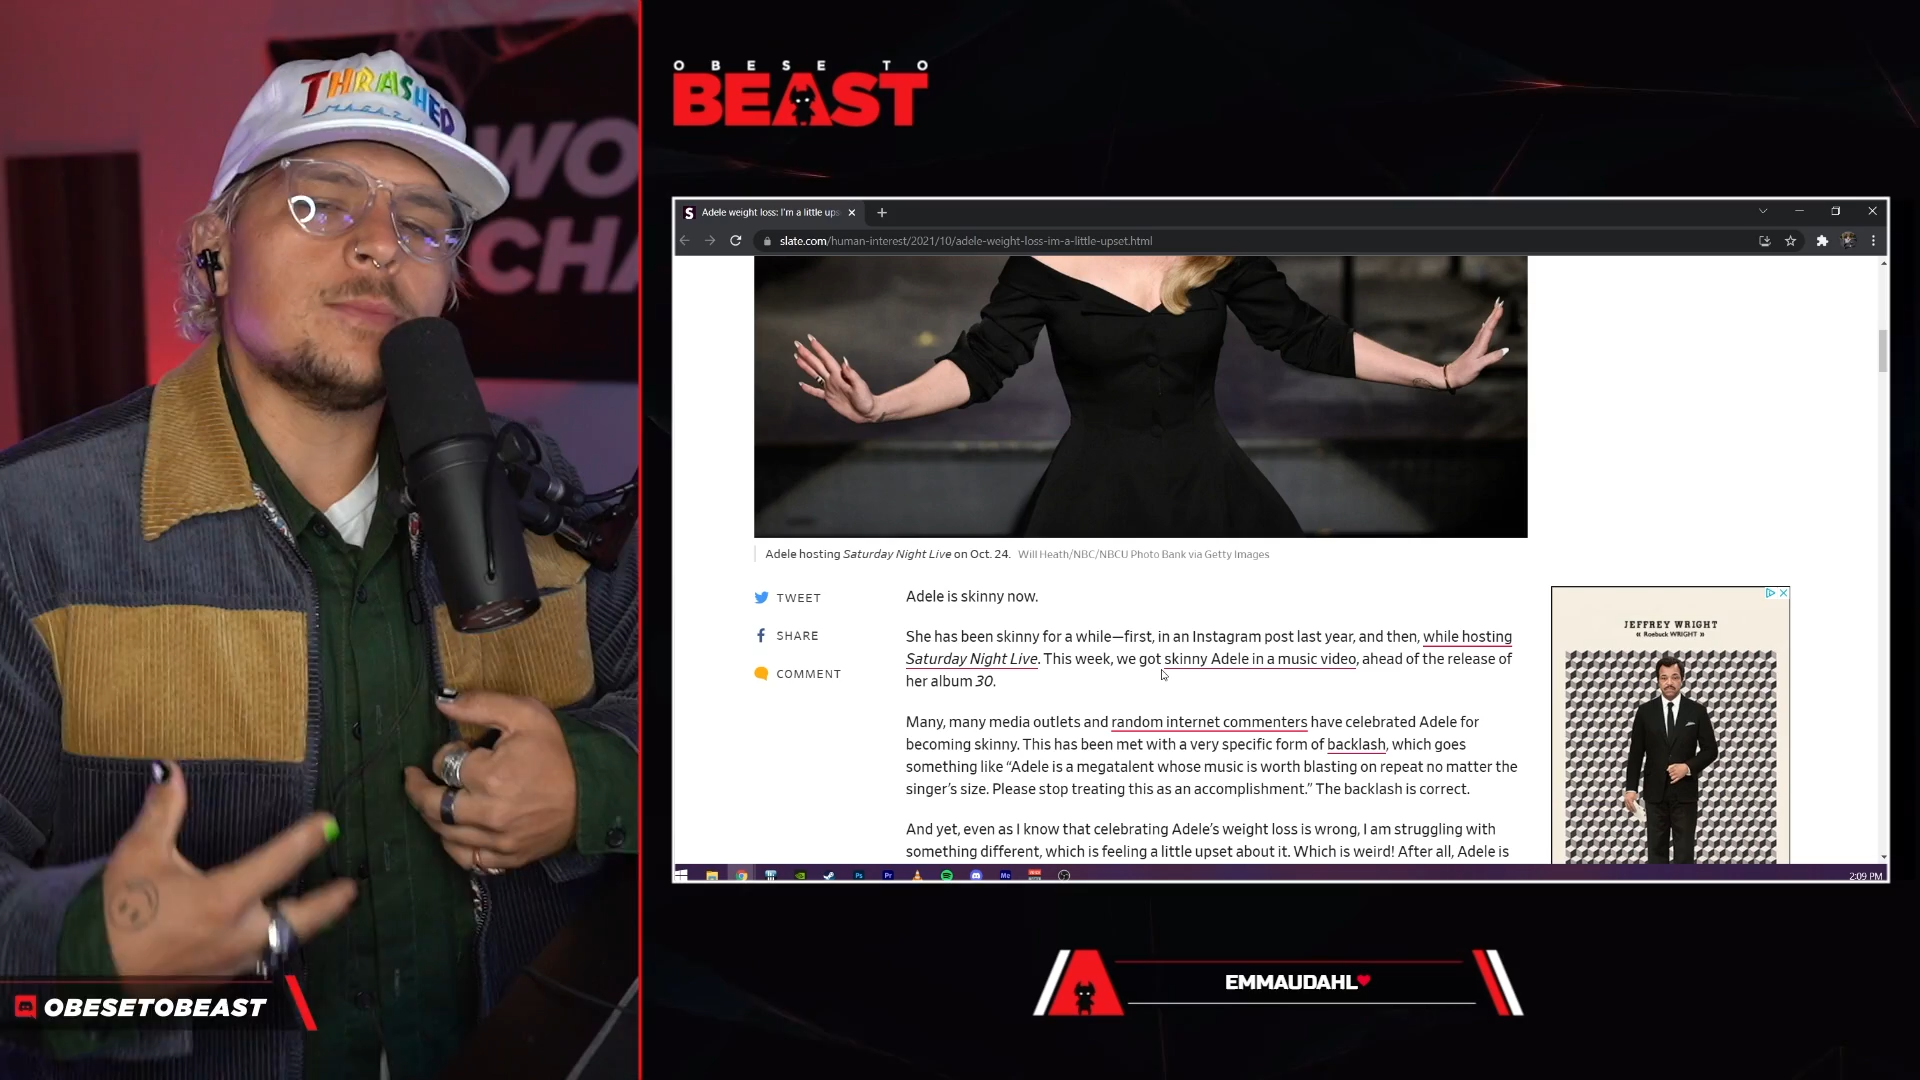 THRASHER
MAGAZINE
WO
CHA
OBESE TO
BEAST
Adele weight loss: I'm a little ups
slate.com/human-interest/2021/10/adele-weight-loss-im-a-little-upset.html
Adele hosting Saturday Night Live on Oct. 24. Will Heath/NBC/NBCU Photo Bank via Getty Images
TWEET
SHARE
COMMENT
Adele is skinny now.
She has been skinny for a while—first, in an Instagram post last year, and then, while hosting
Saturday Night Live. This week, we got skinny Adele in a music video, ahead of the release of
her album 30.
Many, many media outlets and random internet commenters have celebrated Adele for
becoming skinny. This has been met with a very specific form of backlash, which goes
something like “Adele is a megatalent whose music is worth blasting on repeat no matter the
singer’s size. Please stop treating this as an accomplishment.” The backlash is correct.
And yet, even as I know that celebrating Adele’s weight loss is wrong, I am struggling with
something different, which is feeling a little upset about it. Which is weird! After all, Adele is
JEFFREY WRIGHT
« Roebuck WRIGHT »
Ps
Pr
Me
2:09 PM
OBESETOBEAST
EMMAUDAHL♥